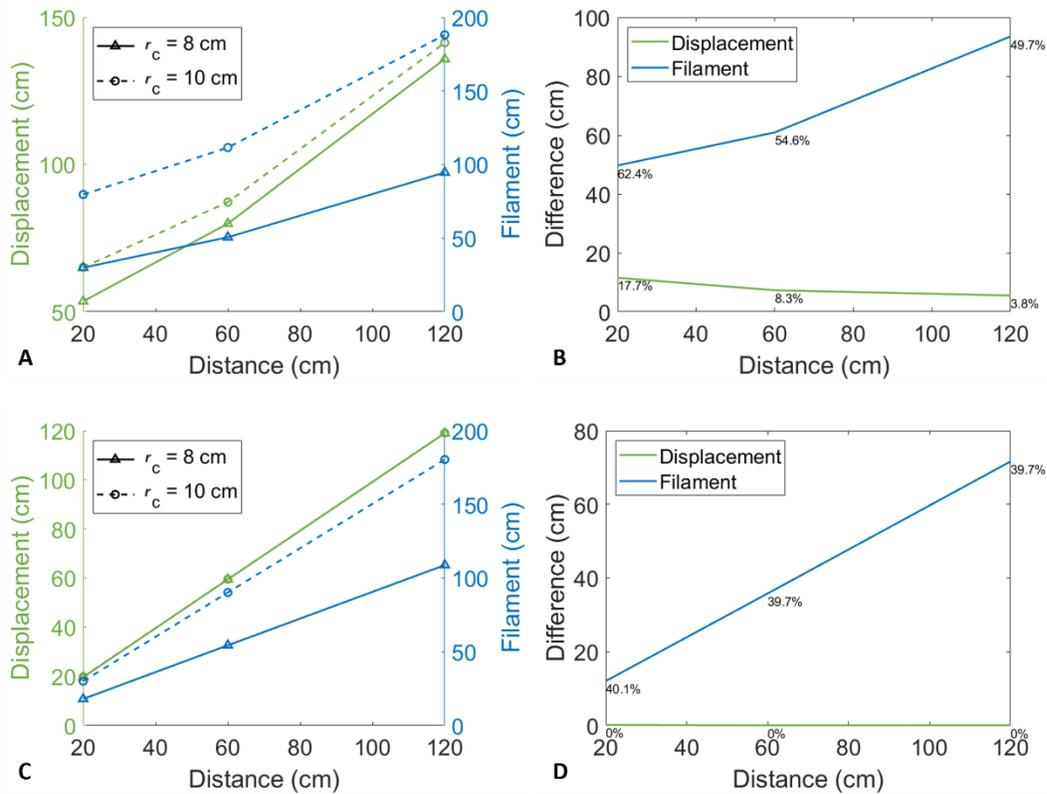 150
100
50
Displacement (cm)
r c = 8 cm
r c = 10 cm
200
150
100
50
0
Filament (cm)
20 40 60 80 100 120
Distance (cm)
A
100
80
60
40
20
0
Difference (cm)
Displacement
Filament
49.7%
54.6%
62.4%
17.7%
8.3%
3.8%
20 40 60 80 100 120
Distance (cm)
B
120
100
80
60
40
20
0
Displacement (cm)
r c = 8 cm
r c = 10 cm
200
150
100
50
0
Filament (cm)
20 40 60 80 100 120
Distance (cm)
C
80
60
40
20
0
Difference (cm)
Displacement
Filament
39.7%
39.7%
40.1%
0% 0% 0%
20 40 60 80 100 120
Distance (cm)
D